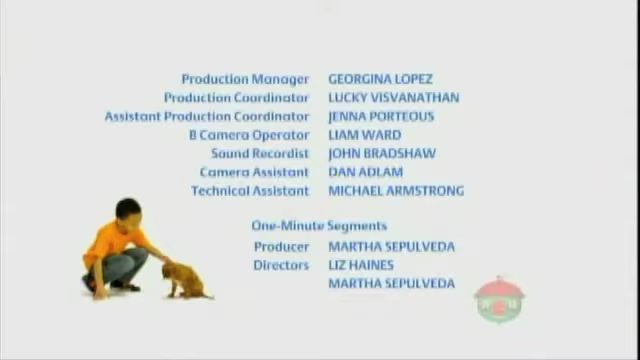 Production Manager GEORGINA LOPEZ
Production Coordinator LUCKY VISVANATHAN
Assistant Production Coordinator JENNA PORTEOUS
B Camera Operator LIAM WARD
Sound Recordist JOHN BRADSHAW
Camera Assistant DAN ADLAM
Technical Assistant MICHAEL ARMSTRONG
One-Minute Segments
Producer MARTHA SEPULVEDA
Directors LIZ HAINES
MARTHA SEPULVEDA